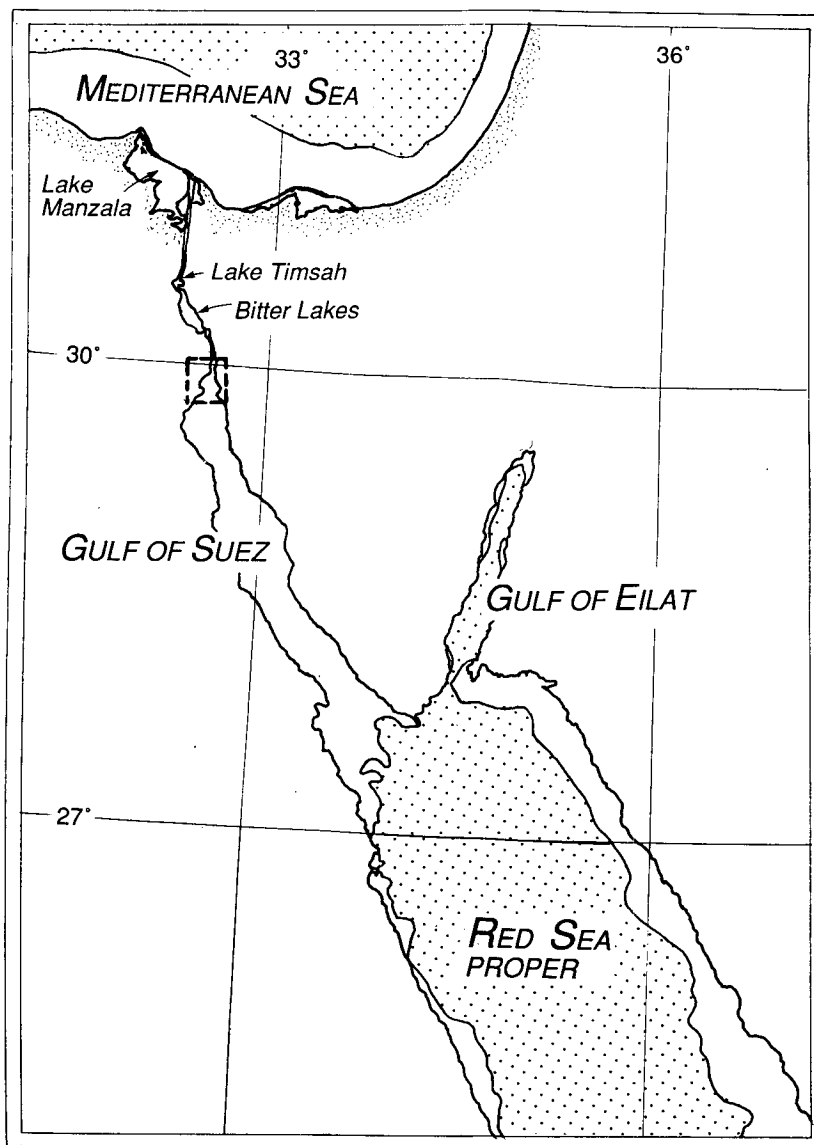 33°
36°
MEDITERRANEAN SEA
Lake
Manzala
Lake Timsah
Bitter Lakes
30°
GULF OF SUEZ
GULF OF EILAT
27°
RED SEA
PROPER